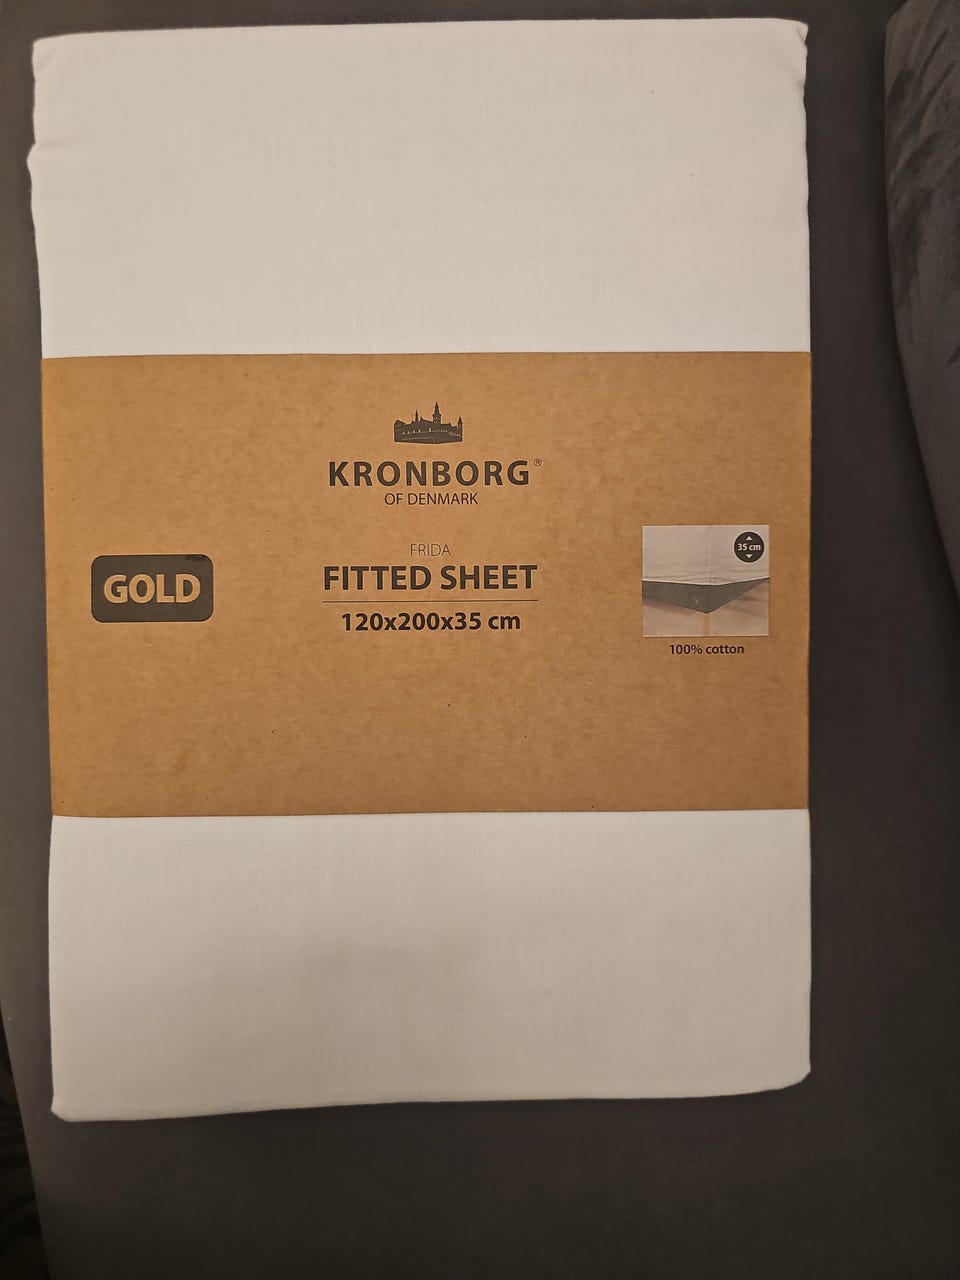 KRONBORG®
OF DENMARK
FRIDA
FITTED SHEET
120x200x35 cm
GOLD
35 cm
100% cotton